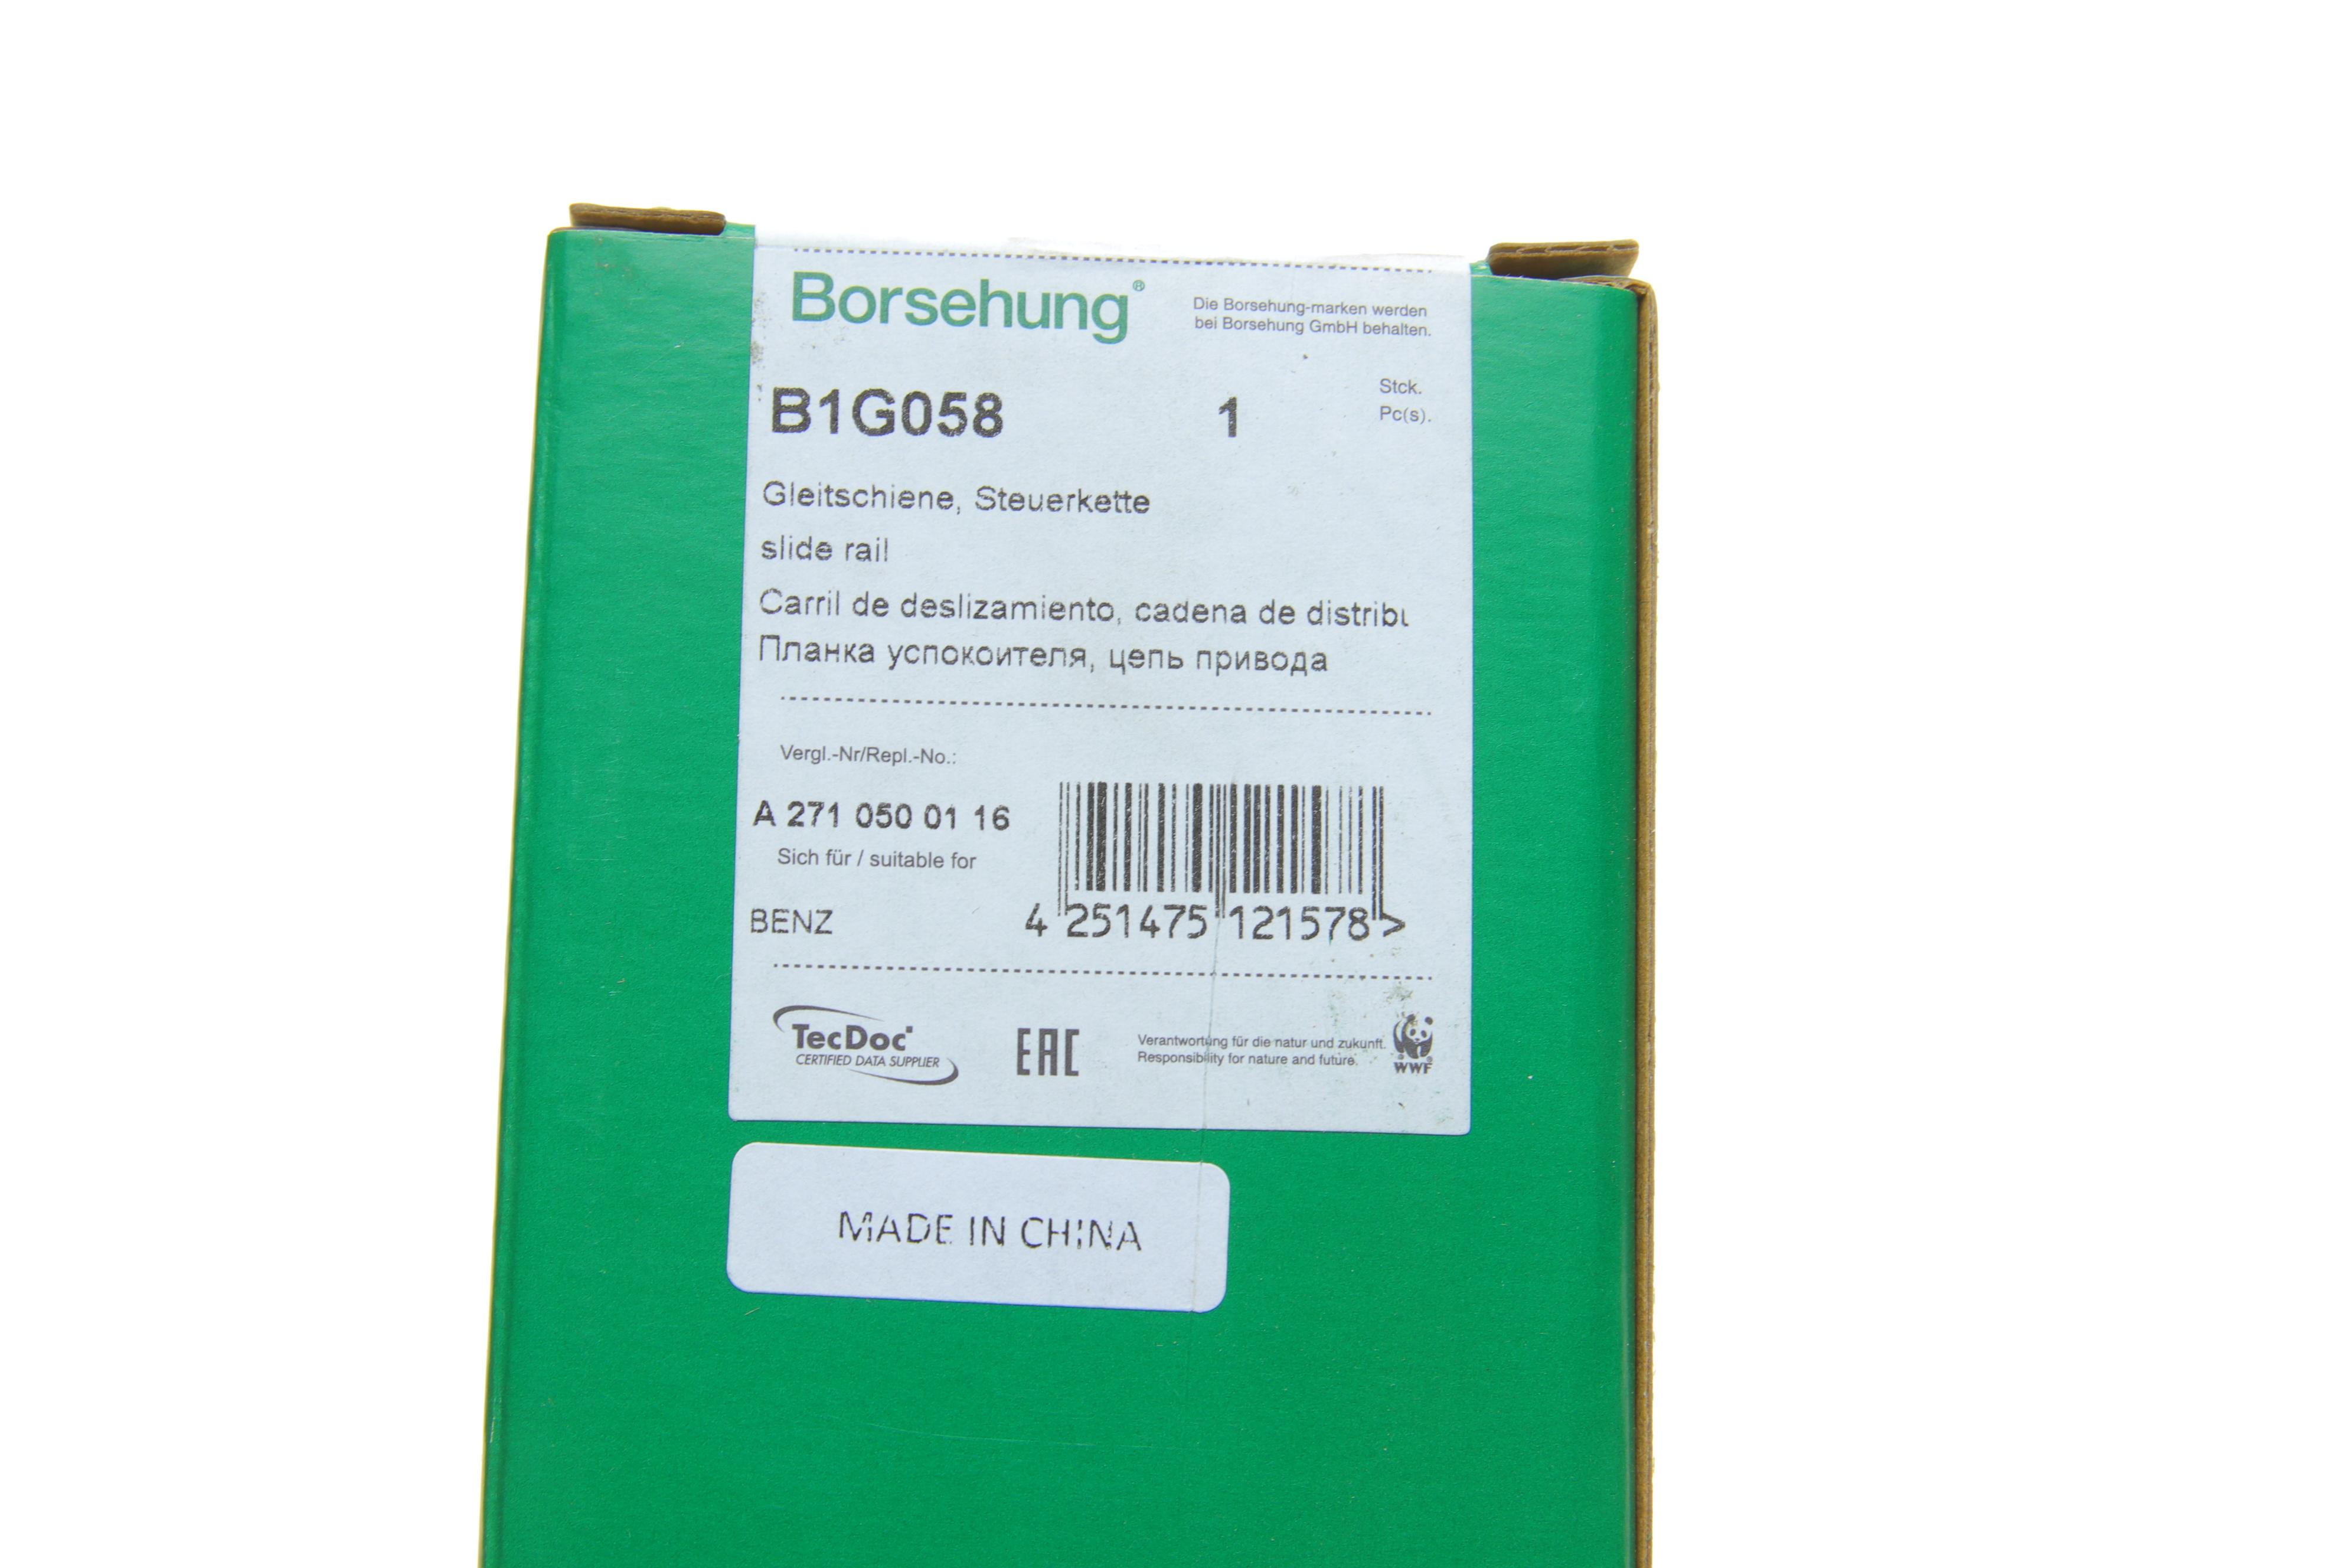 Borsehung®
Die Borsehung-marken werden
bei Borsehung GmbH behalten.
B1G058
1
Stck.
Pc(s).
Gleitschiene, Steuerkette
slide rail
Carril de deslizamiento, cadena de distribu
Планка успокоителя, цепь привода
Vergl.-Nr/Repl.-No.:
A 271 050 01 16
Sich für / suitable for
BENZ
4 251475 121578 >
TecDoc
CERTIFIED DATA SUPPLIER
EAC
Verantwortung für die natur und zukunft.
Responsibility for nature and future.
WWF
MADE IN CHINA